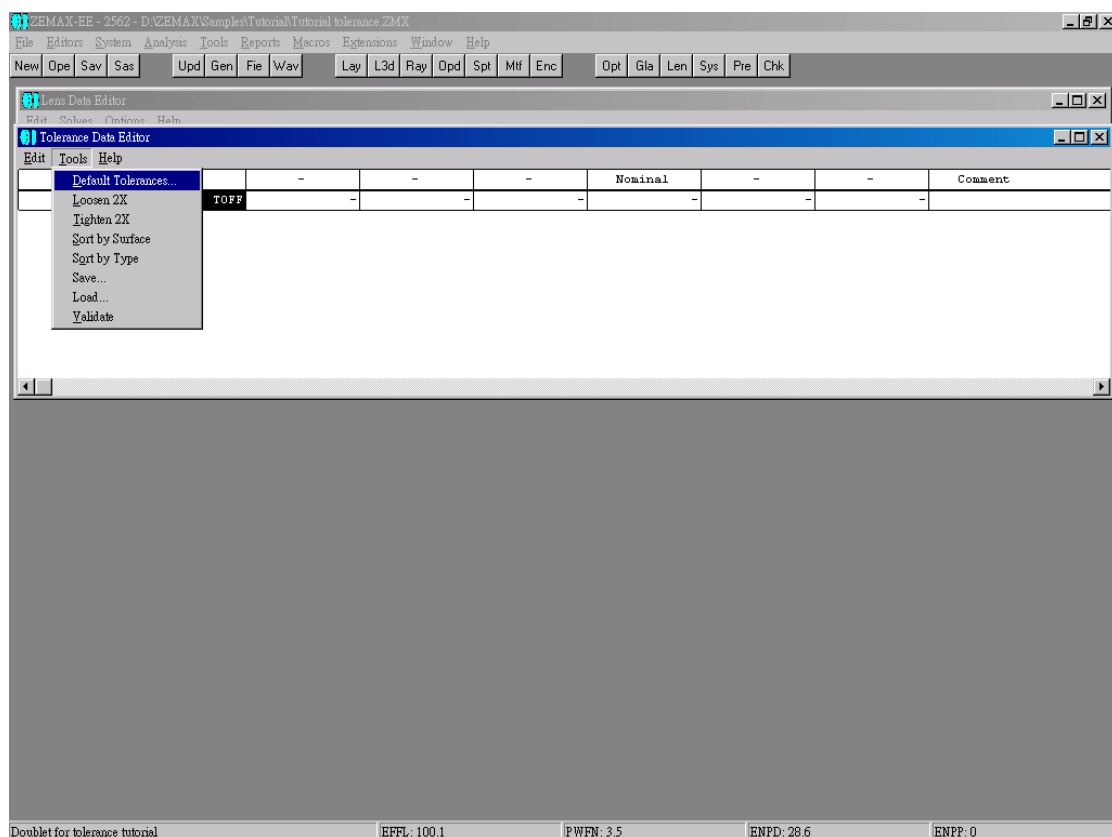 ZEMAX-EE - 2562 - D:\ZEMAX\Samples\Tutorial\Tutorial tolerance.ZMX
File Editors System Analysis Tools Reports Macros Extensions Window Help
New Ope Sav Sas Upd Gen Fie Wav Lay L3d Ray Opd Spt Mtf Enc Opt Gla Len Sys Pre Chk
Lens Data Editor
Edit Solves Options Help
Tolerance Data Editor
Edit Tools Help
Default Tolerances... - - - Nominal - - Comment
Loosen 2X TOFF - - - - - -
Tighten 2X
Sort by Surface
Sort by Type
Save...
Load...
Validate
Doublet for tolerance tutorial EFFL: 100.1 PWFN: 3.5 ENPD: 28.6 ENPP: 0